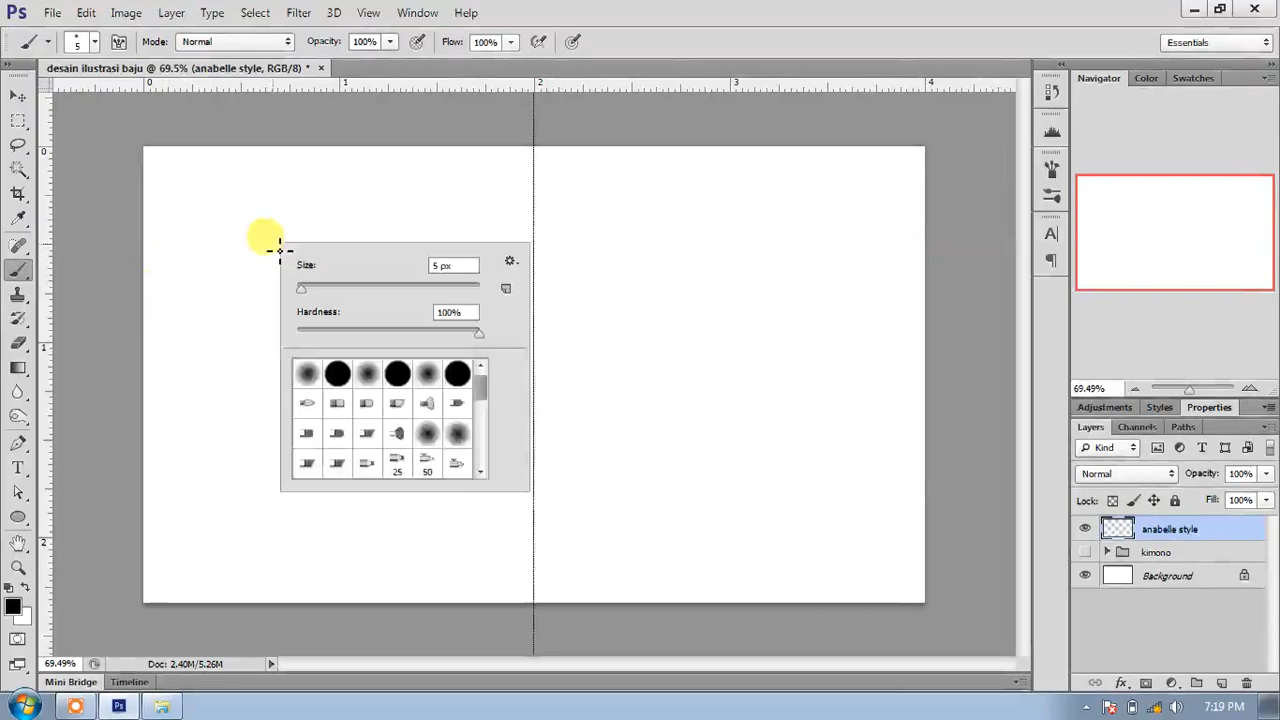 Ps File Edit Image Layer Type Select Filter 3D View Window Help
5 Mode: Normal Opacity: 100% Flow: 100% Essentials
desain ilustrasi baju @ 69.5% (anabelle style, RGB/8) * ×
0 1 2 3 4
0
1
2
Size: 5 px
Hardness: 100%
25 50
Navigator Color Swatches
69.49%
Adjustments Styles Properties
Layers Channels Paths
Kind
Normal Opacity: 100%
Lock: Fill: 100%
anabelle style
kimono
Background
69.49% Doc: 2.40M/5.26M
Mini Bridge Timeline
Ps 7:19 PM